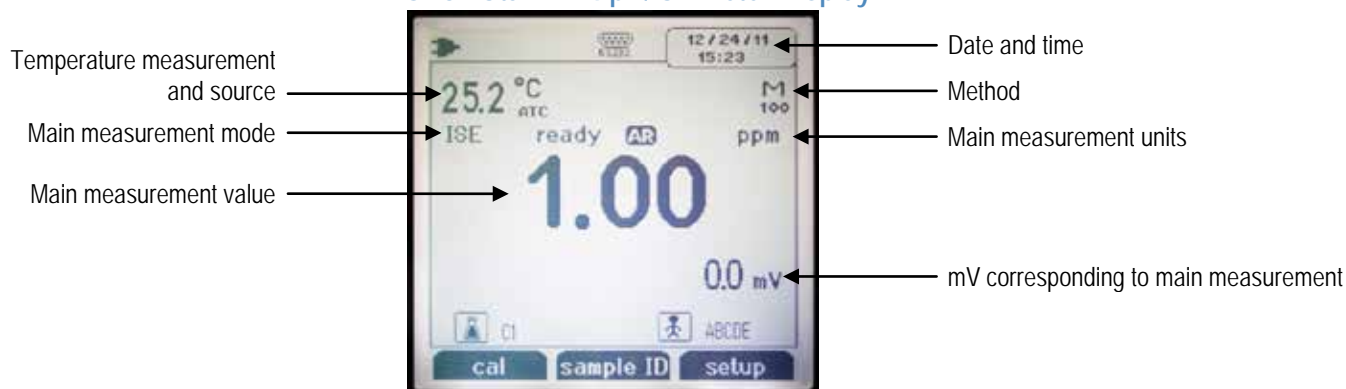 Display
12/24/11
15:23
Date and time
Temperature measurement
and source
25.2 °C
ATC
M
100
Method
Main measurement mode
ISE
ready
AR
ppm
Main measurement units
Main measurement value
1.00
0.0 mV
mV corresponding to main measurement
C1
ABCDE
cal
sample ID
setup